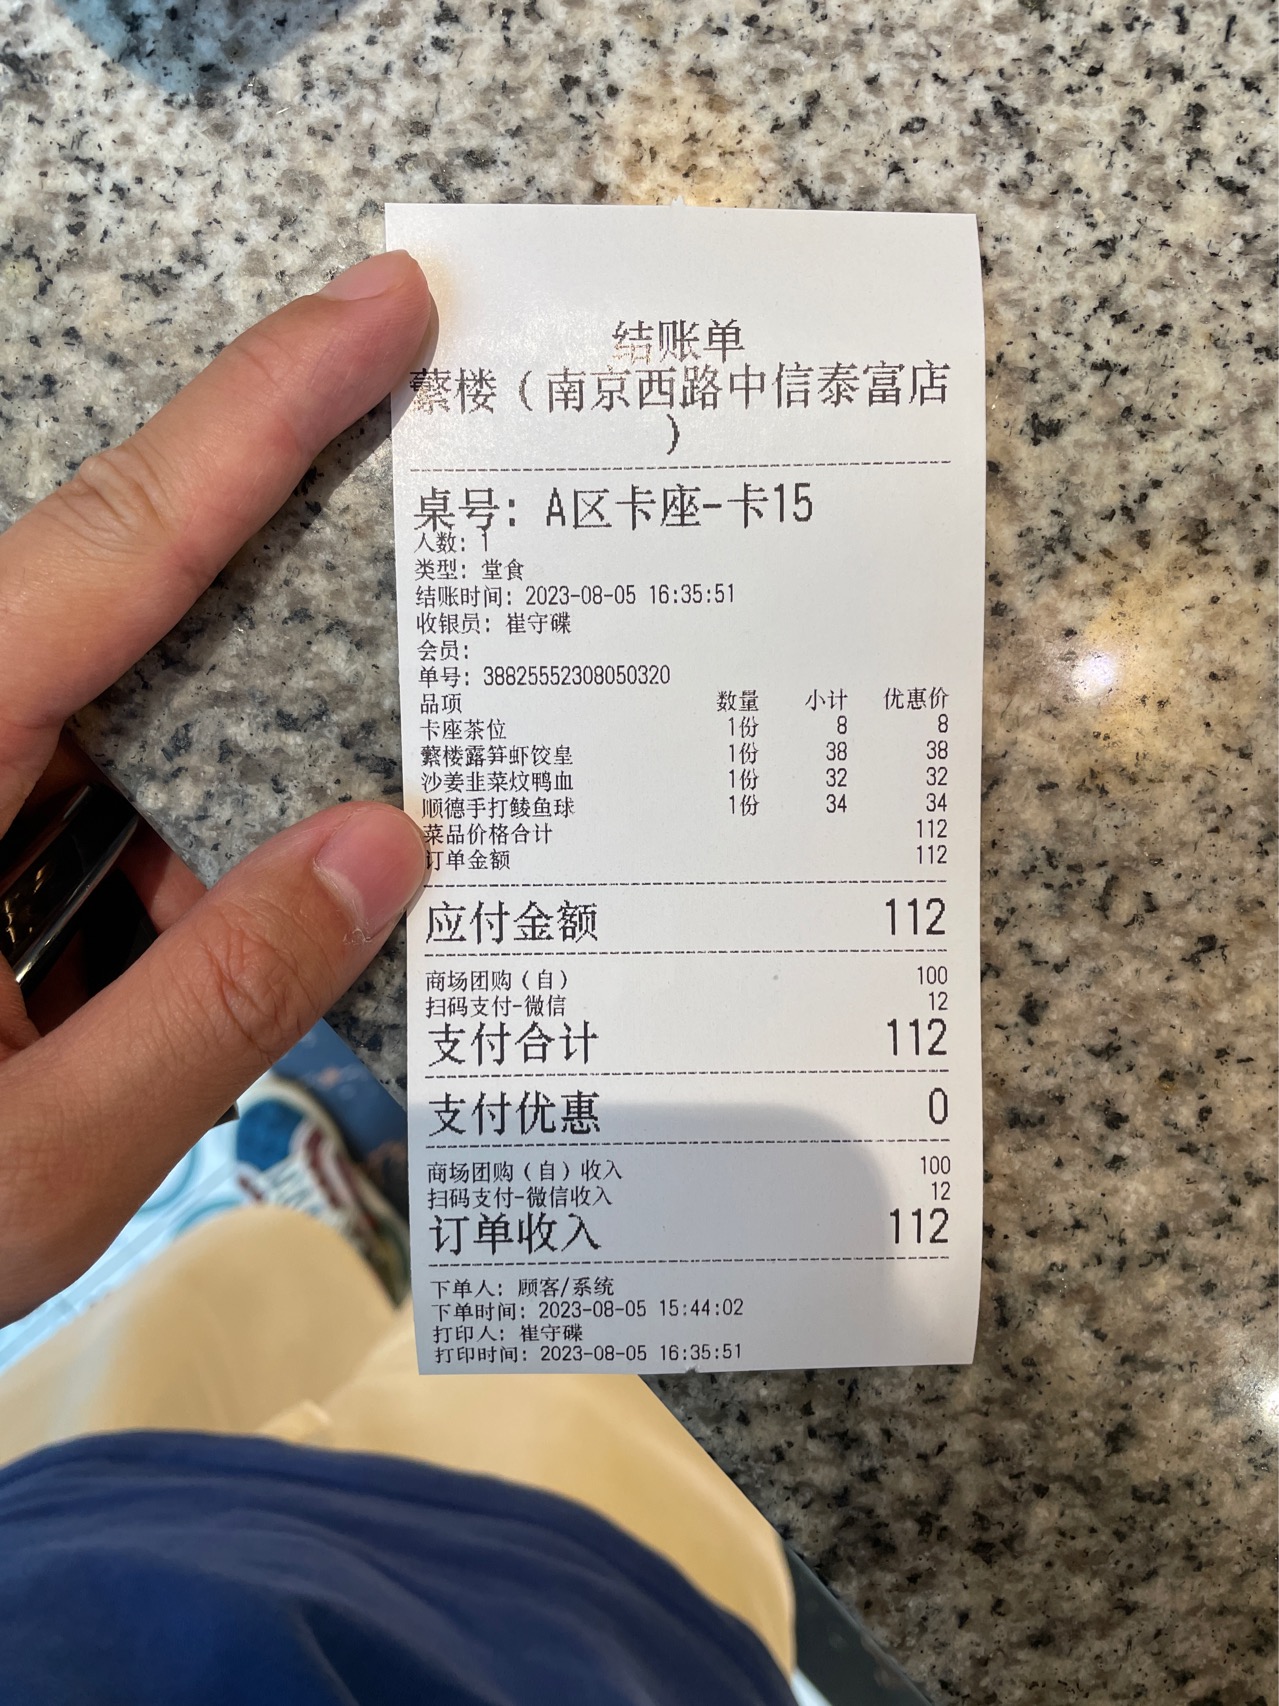 结账单
蘩楼（南京西路中信泰富店
）
桌号：A区卡座-卡15
人数：1
类型：堂食
结账时间：2023-08-05 16:35:51
收银员：崔守碟
会员：
单号：38825552308050320
品项 数量 小计 优惠价
卡座茶位 1份 8 8
蘩楼露笋虾饺皇 1份 38 38
沙姜韭菜炆鸭血 1份 32 32
顺德手打鲮鱼球 1份 34 34
菜品价格合计 112
订单金额 112
应付金额 112
商场团购（自） 100
扫码支付-微信 12
支付合计 112
支付优惠 0
商场团购（自）收入 100
扫码支付-微信收入 12
订单收入 112
下单人：顾客/系统
下单时间：2023-08-05 15:44:02
打印人：崔守碟
打印时间：2023-08-05 16:35:51